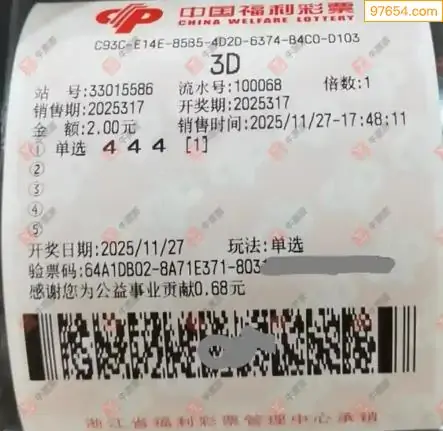 97654.com
中国福利彩票
CHINA WELFARE LOTTERY
C93C-E14E-85B5-4D2D-6374-B4C0-D103
3D
站 号:33015586 流水号:100068 倍数:1
销售期:2025317 开奖期:2025317
金 额:2.00元 销售时间:2025/11/27-17:48:11
① 单选 4 4 4 [1]
②
③
④
⑤
开奖日期:2025/11/27 玩法:单选
验票码:64A1DB02-8A71E371-803
感谢您为公益事业贡献0.68元
浙江省福利彩票管理中心承销